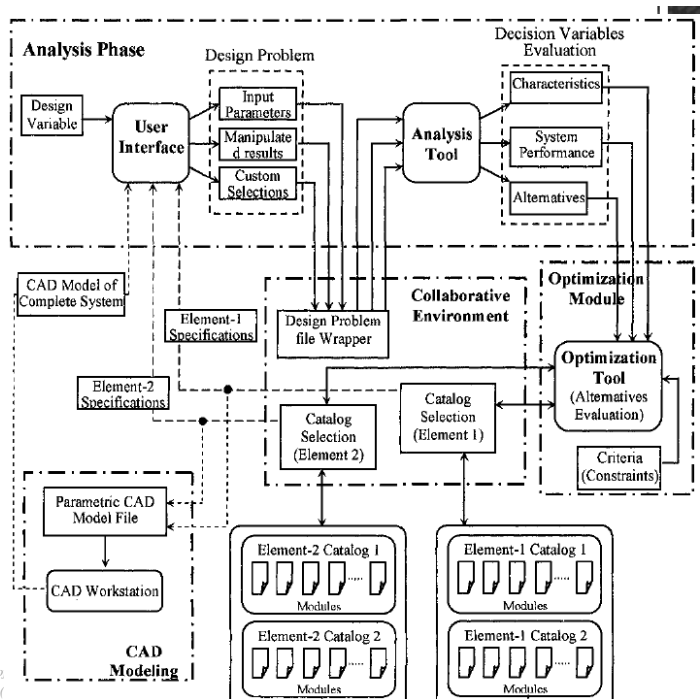 Analysis Phase
Design Problem
Decision Variables
Evaluation
Design
Variable
User
Interface
Input
Parameters
Manipulate
d results
Custom
Selections
Analysis
Tool
Characteristics
System
Performance
Alternatives
CAD Model of
Complete System
Element-1
Specifications
Element-2
Specifications
Design Problem
file Wrapper
Collaborative
Environment
Optimization
Module
Optimization
Tool
(Alternatives
Evaluation)
Criteria
(Constraints)
Catalog
Selection
(Element 2)
Catalog
Selection
(Element 1)
Parametric CAD
Model File
CAD Workstation
CAD
Modeling
Element-2 Catalog 1
.....
Modules
Element-2 Catalog 2
.....
Modules
Element-1 Catalog 1
.....
Modules
Element-1 Catalog 2
.....
Modules